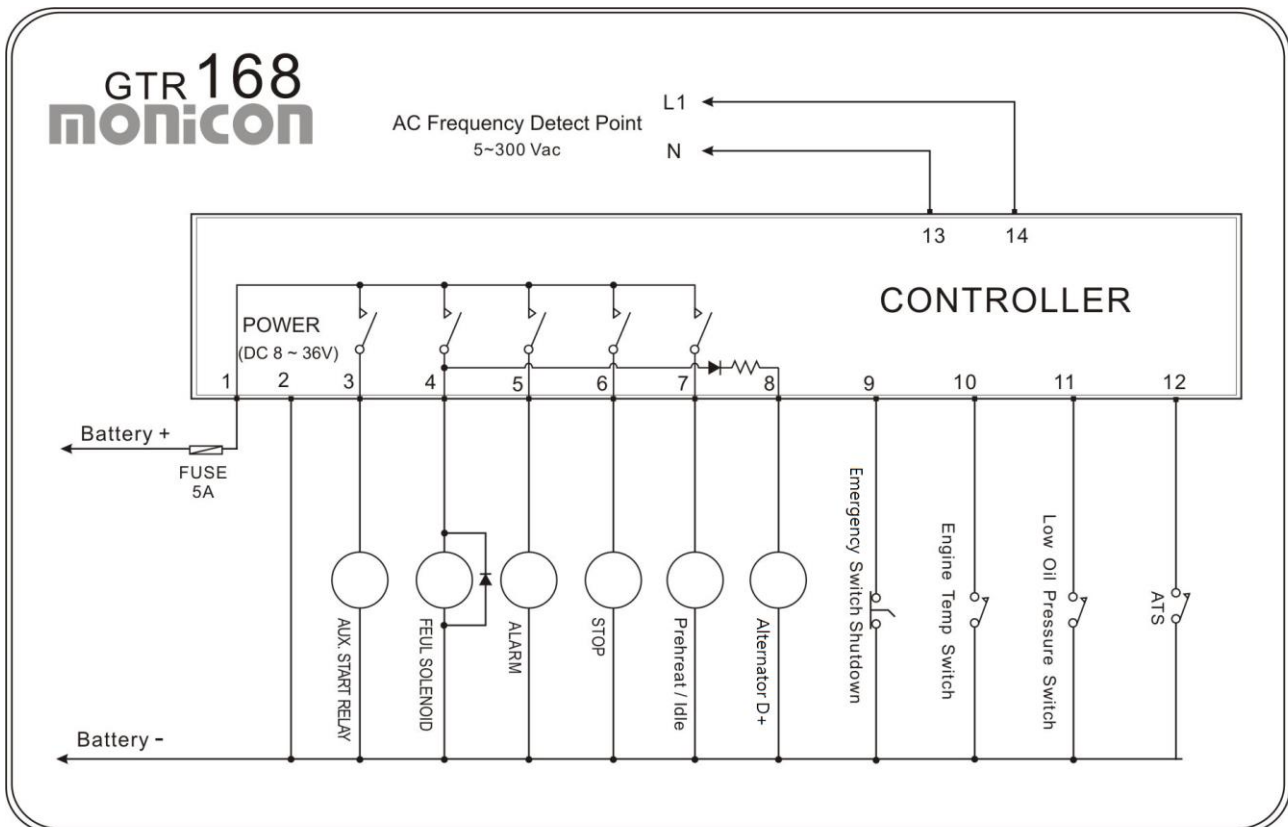 GTR 168
monicon
AC Frequency Detect Point
5~300 Vac
L1
N
13
14
CONTROLLER
POWER
(DC 8 ~ 36V)
1
2
3
4
5
6
7
8
9
10
11
12
Battery +
FUSE
5A
AUX. START RELAY
FEUL SOLENOID
ALARM
STOP
Prehreat / Idle
Alternator D+
Emergency Switch Shutdown
Engine Temp Switch
Low Oil Pressure Switch
ATS
Battery -